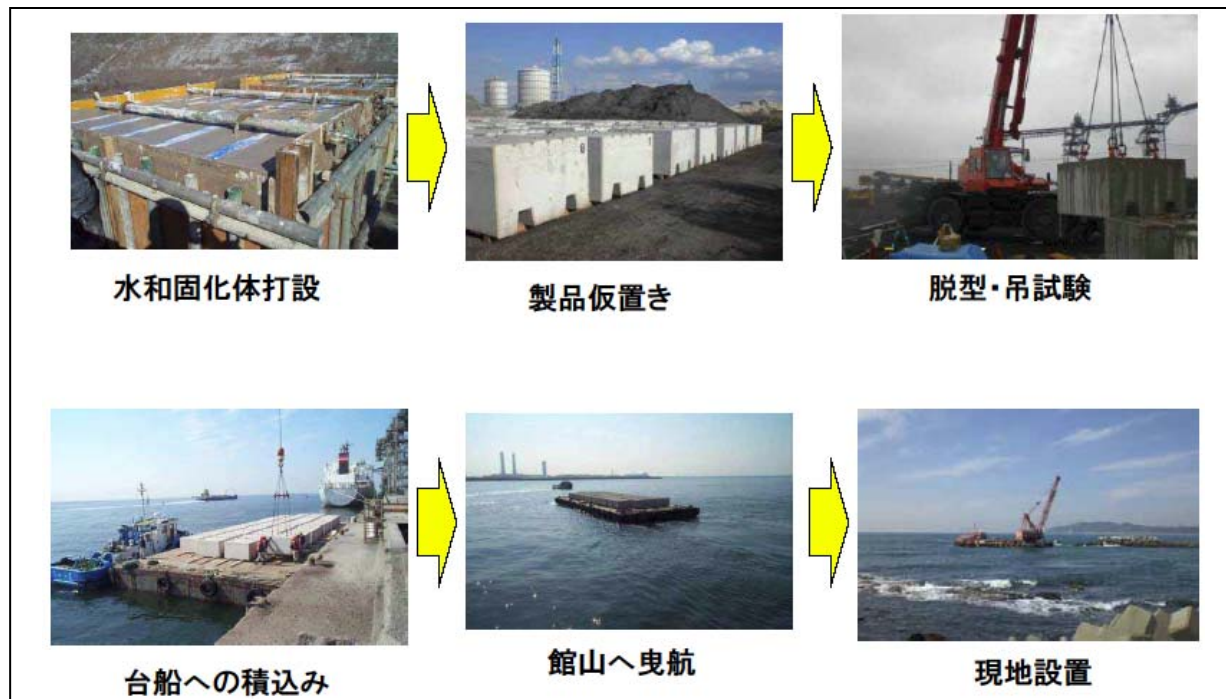 水和固化体打設
製品仮置き
脱型・吊試験
台船への積込み
館山へ曳航
現地設置